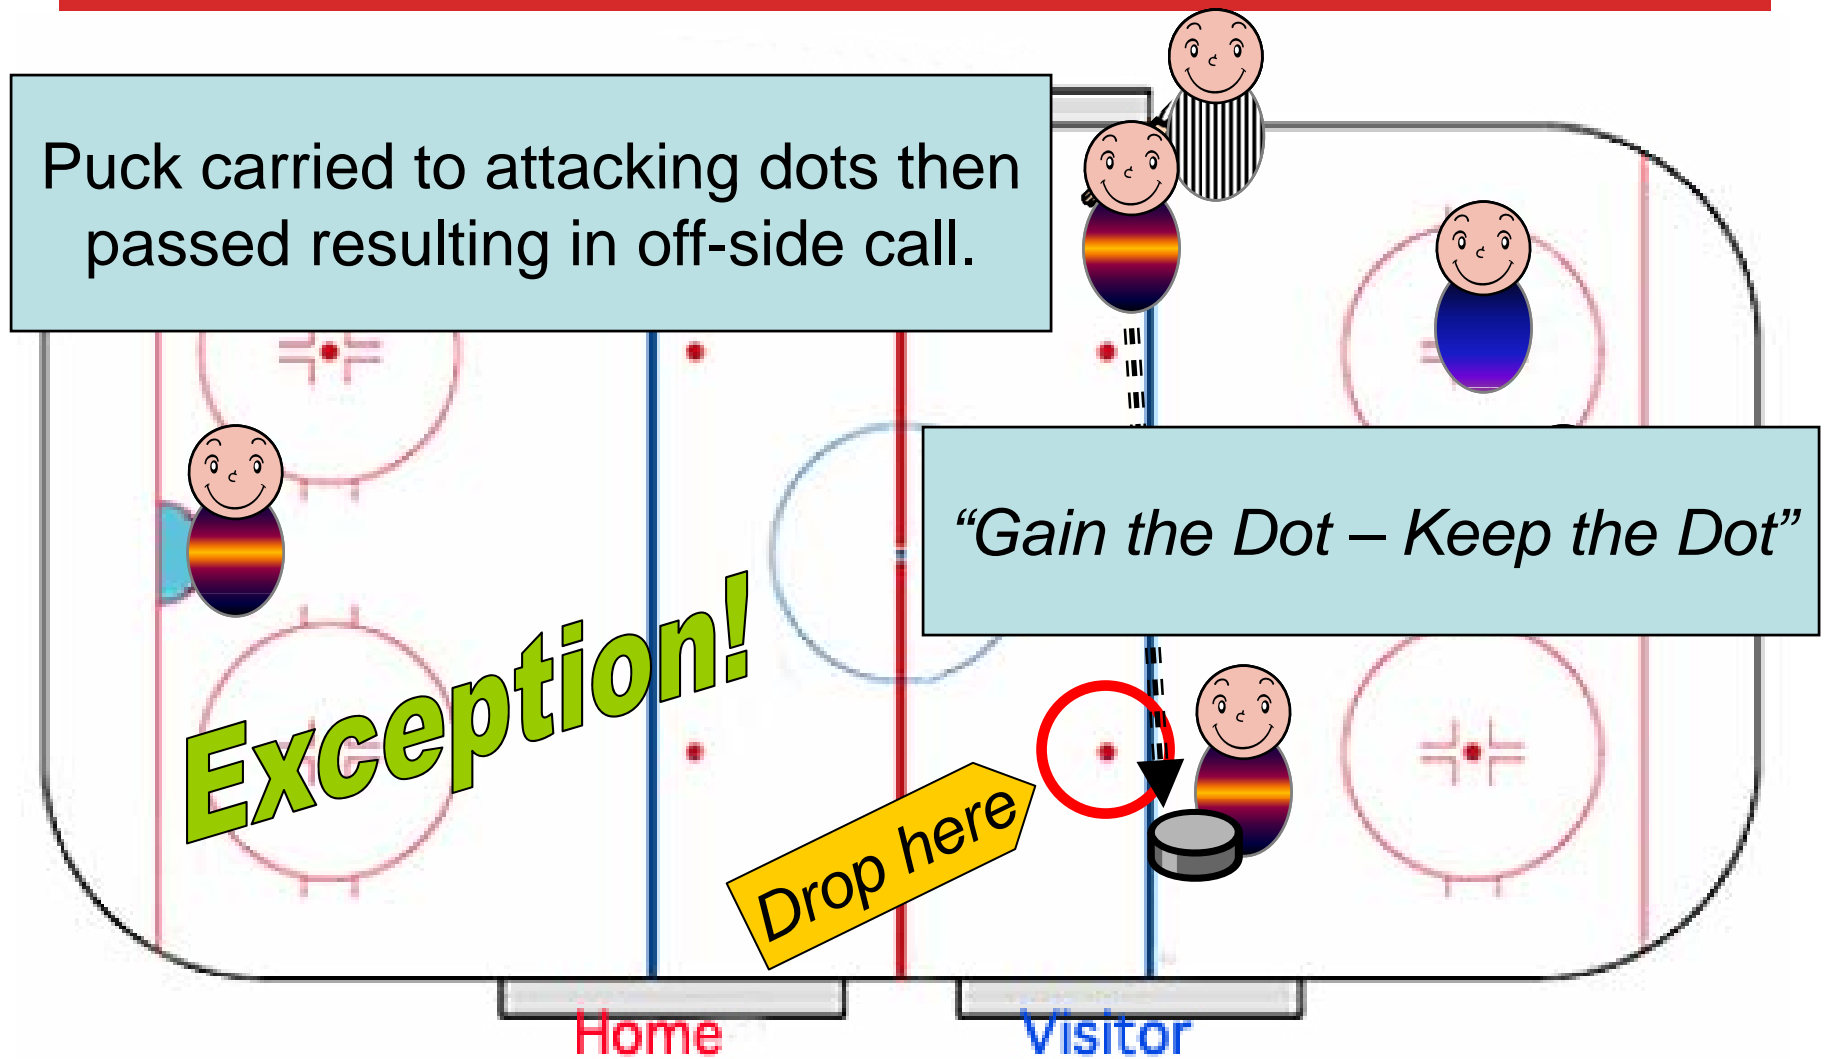 Puck carried to attacking dots then
passed resulting in off-side call.
“Gain the Dot – Keep the Dot”
Exception!
Drop here
Home
Visitor